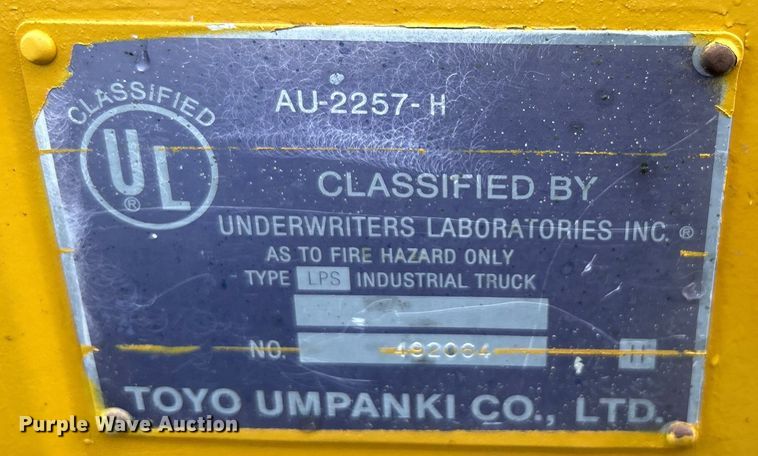 AU-2257-H
CLASSIFIED
UL®
CLASSIFIED BY
UNDERWRITERS LABORATORIES INC.®
AS TO FIRE HAZARD ONLY
TYPE LPS INDUSTRIAL TRUCK
NO. 492064
TOYO UMPANKI CO., LTD.
Purple Wave Auction